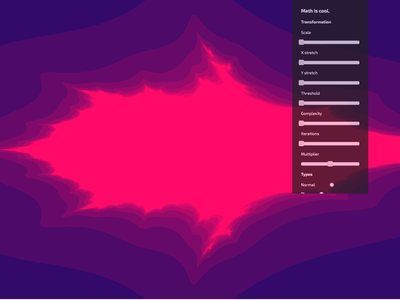 Math is cool.
Transformation
Scale
X stretch
Y stretch
Threshold
Complexity
Iterations
Multiplier
Types
Normal